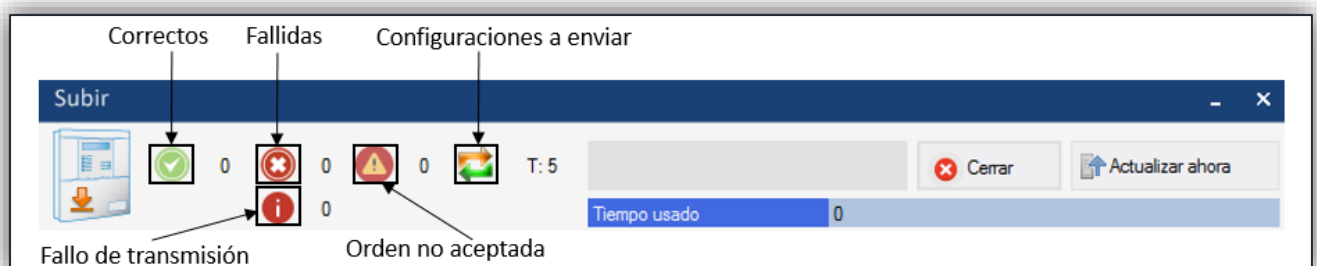 Correctos Fallidas Configuraciones a enviar
Subir
0 0 0 T: 5 Cerrar Actualizar ahora
0 Tiempo usado 0
Fallo de transmisión Orden no aceptada